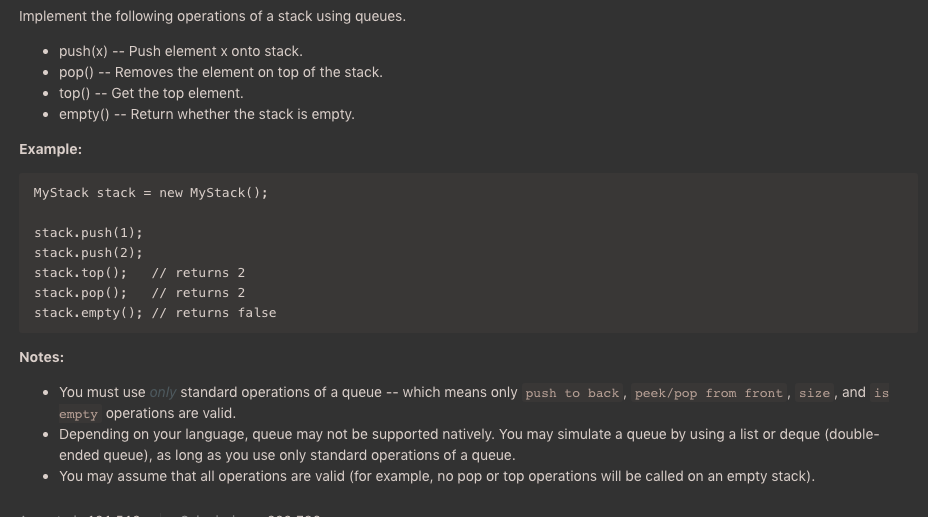 Implement the following operations of a stack using queues.
• push(x) -- Push element x onto stack.
• pop() -- Removes the element on top of the stack.
• top() -- Get the top element.
• empty() -- Return whether the stack is empty.
Example:
MyStack stack = new MyStack();
stack.push(1);
stack.push(2);
stack.top();   // returns 2
stack.pop();   // returns 2
stack.empty(); // returns false
Notes:
• You must use only standard operations of a queue -- which means only push to back, peek/pop from front, size, and is
empty operations are valid.
• Depending on your language, queue may not be supported natively. You may simulate a queue by using a list or deque (double-
ended queue), as long as you use only standard operations of a queue.
• You may assume that all operations are valid (for example, no pop or top operations will be called on an empty stack).